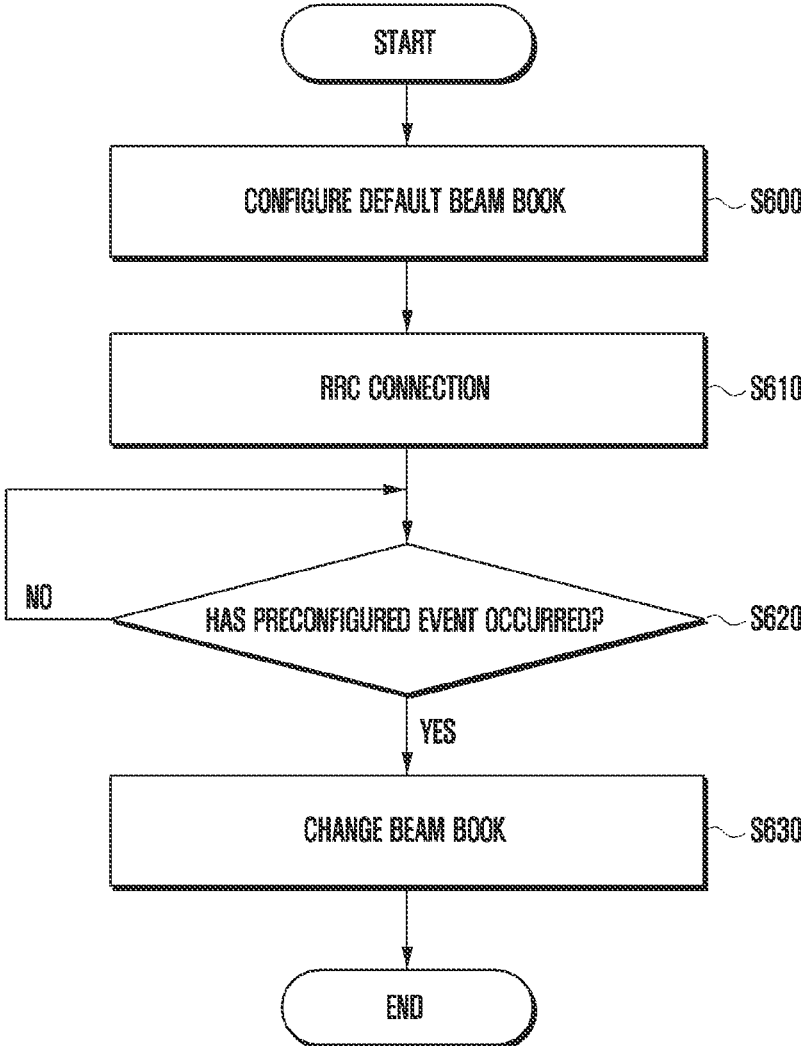 START
CONFIGURE DEFAULT BEAM BOOK
S600
RRC CONNECTION
S610
NO
HAS PRECONFIGURED EVENT OCCURRED?
S620
YES
CHANGE BEAM BOOK
S630
END